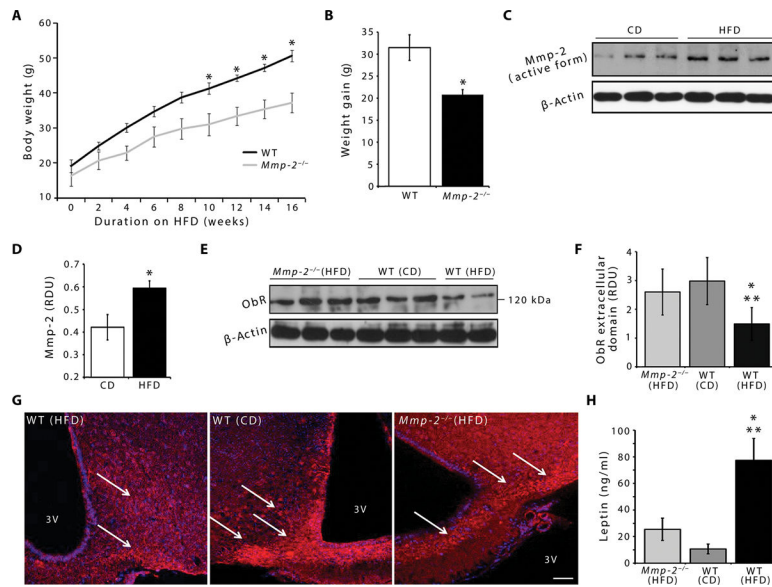 A
Body weight (g)
60
50
40
30
20
10
WT
Mmp-2−/−
0 2 4 6 8 10 12 14 16
Duration on HFD (weeks)
* * * *
B
Weight gain (g)
35
30
25
20
15
10
5
0
*
WT Mmp-2−/−
C
CD HFD
Mmp-2
(active form)
β-Actin
D
Mmp-2 (RDU)
0.7
0.6
0.5
0.4
0.3
0.2
*
CD HFD
E
Mmp-2−/−(HFD) WT (CD) WT (HFD)
ObR
120 kDa
β-Actin
F
ObR extracellular
domain (RDU)
4
3
2
1
0
*
**
Mmp-2−/−
(HFD)
WT
(CD)
WT
(HFD)
G
WT (HFD)
3V
WT (CD)
3V
Mmp-2−/−(HFD)
3V
H
Leptin (ng/ml)
100
80
60
40
20
0
*
**
Mmp-2−/−
(HFD)
WT
(CD)
WT
(HFD)